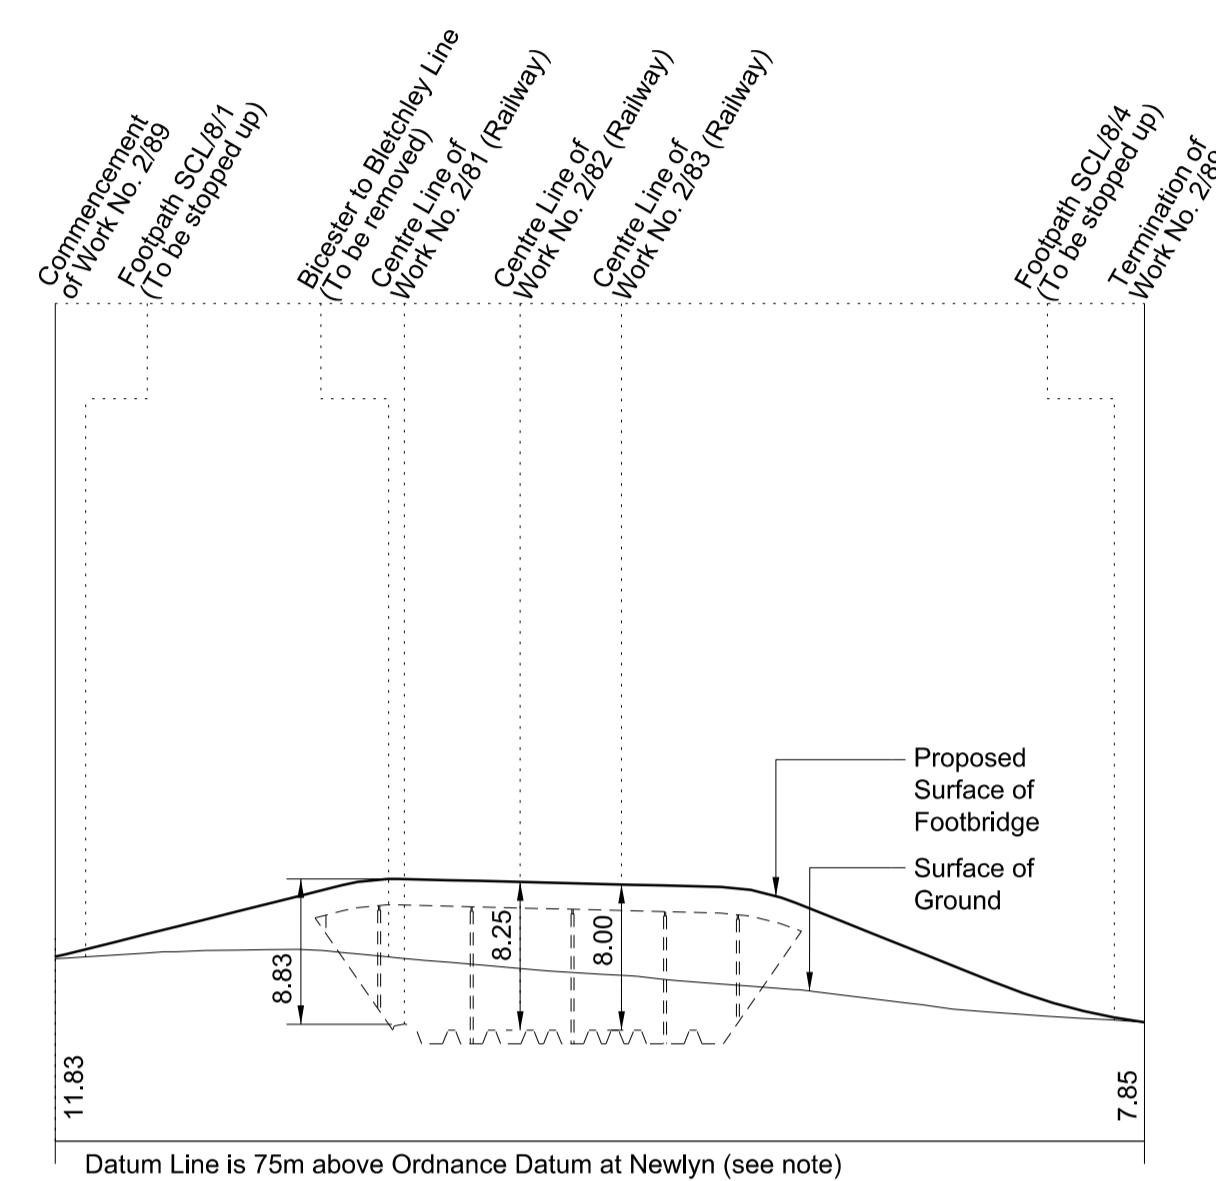 Commencement
of Work No. 2/89
Footpath SCL/8/1
(To be stopped up)
Bicester to Bletchley Line
(To be removed)
Centre Line of
Work No. 2/81 (Railway)
Centre Line of
Work No. 2/82 (Railway)
Centre Line of
Work No. 2/83 (Railway)
Footpath SCL/8/4
(To be stopped up)
Termination of
Work No. 2/89
Proposed
Surface of
Footbridge
Surface of
Ground
8.83
8.25
8.00
11.83
7.85
Datum Line is 75m above Ordnance Datum at Newlyn (see note)